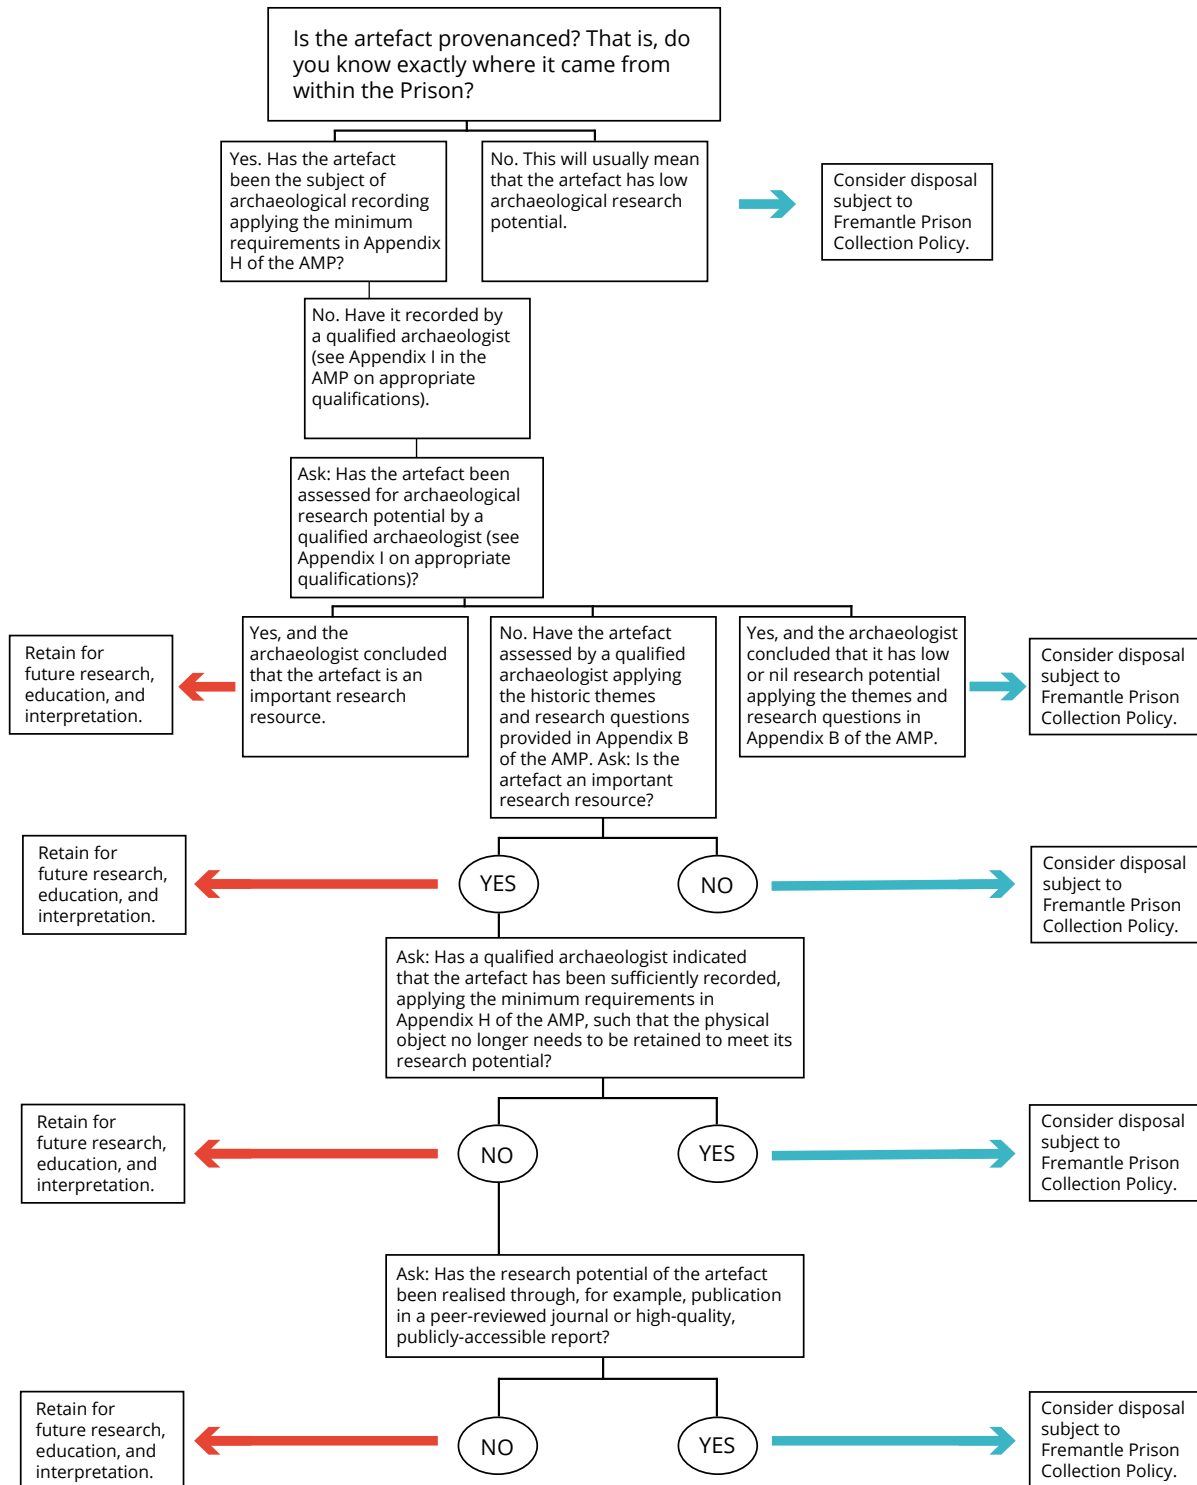 Is the artefact provenanced? That is, do
you know exactly where it came from
within the Prison?
Yes. Has the artefact
been the subject of
archaeological recording
applying the minimum
requirements in Appendix
H of the AMP?
No. This will usually mean
that the artefact has low
archaeological research
potential.
Consider disposal
subject to
Fremantle Prison
Collection Policy.
No. Have it recorded by
a qualified archaeologist
(see Appendix I in the
AMP on appropriate
qualifications).
Ask: Has the artefact been
assessed for archaeological
research potential by a
qualified archaeologist (see
Appendix I on appropriate
qualifications)?
Retain for
future research,
education, and
interpretation.
Yes, and the
archaeologist concluded
that the artefact is an
important research
resource.
No. Have the artefact
assessed by a qualified
archaeologist applying
the historic themes
and research questions
provided in Appendix B
of the AMP. Ask: Is the
artefact an important
research resource?
Yes, and the archaeologist
concluded that it has low
or nil research potential
applying the themes and
research questions in
Appendix B of the AMP.
Consider disposal
subject to
Fremantle Prison
Collection Policy.
Retain for
future research,
education, and
interpretation.
YES
NO
Consider disposal
subject to
Fremantle Prison
Collection Policy.
Ask: Has a qualified archaeologist indicated
that the artefact has been sufficiently recorded,
applying the minimum requirements in
Appendix H of the AMP, such that the physical
object no longer needs to be retained to meet its
research potential?
Retain for
future research,
education, and
interpretation.
NO
YES
Consider disposal
subject to
Fremantle Prison
Collection Policy.
Ask: Has the research potential of the artefact
been realised through, for example, publication
in a peer-reviewed journal or high-quality,
publicly-accessible report?
Retain for
future research,
education, and
interpretation.
NO
YES
Consider disposal
subject to
Fremantle Prison
Collection Policy.